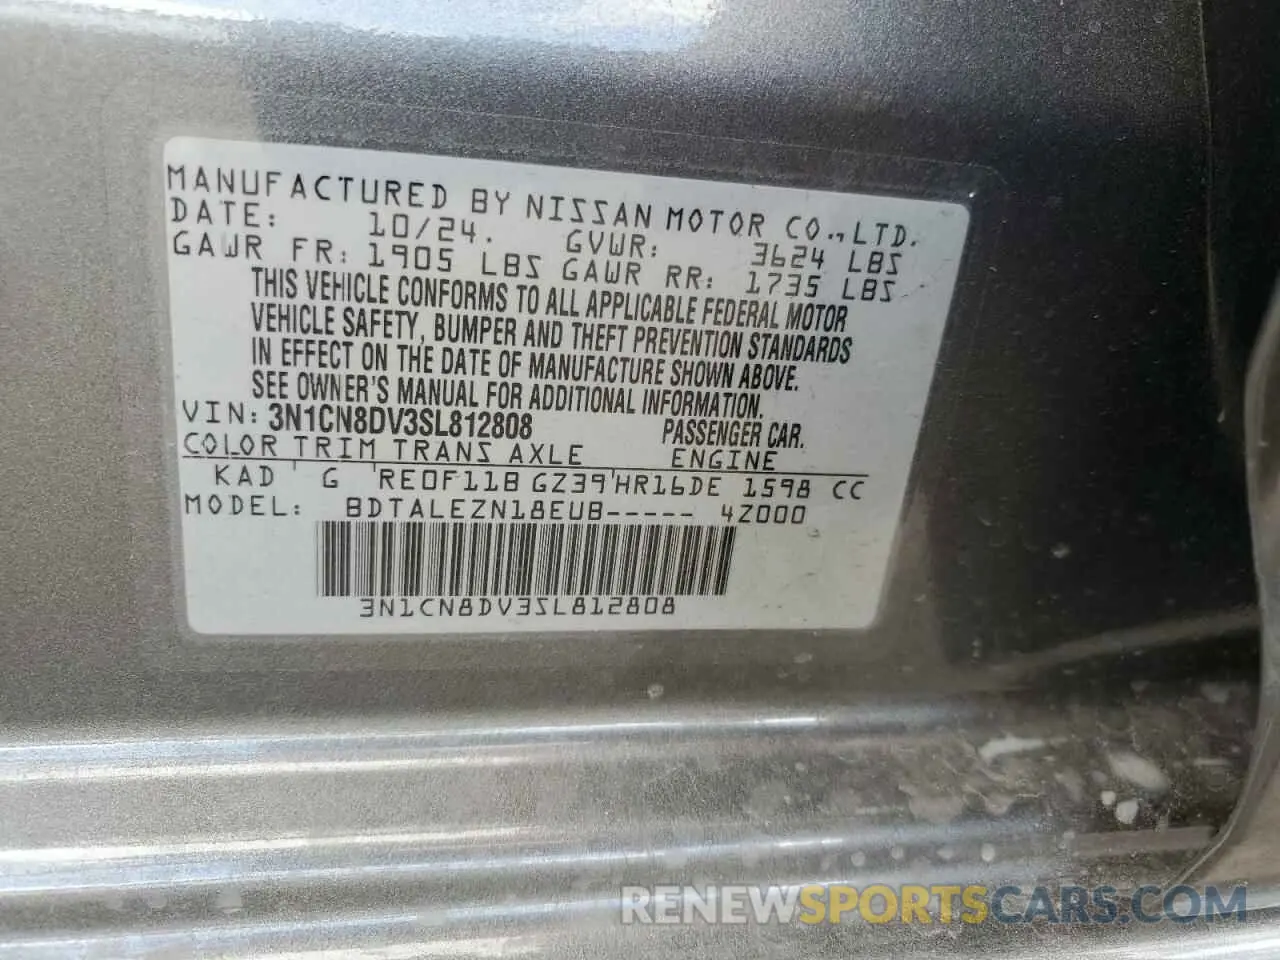 MANUFACTURED BY NISSAN MOTOR CO.,LTD.
DATE: 10/24. GVWR: 3624 LBS
GAWR FR: 1905 LBS GAWR RR: 1735 LBS
THIS VEHICLE CONFORMS TO ALL APPLICABLE FEDERAL MOTOR
VEHICLE SAFETY, BUMPER AND THEFT PREVENTION STANDARDS
IN EFFECT ON THE DATE OF MANUFACTURE SHOWN ABOVE.
SEE OWNER'S MANUAL FOR ADDITIONAL INFORMATION.
VIN: 3N1CN8DV3SL812808 PASSENGER CAR.
COLOR TRIM TRANS AXLE ENGINE
KAD ' G 'RE0F11B GZ39'HR16DE 1598 CC
MODEL: BDTALEZN18EUB----- 4Z000
3N1CN8DV3SL812808
RENEWSPORTSCARS.COM